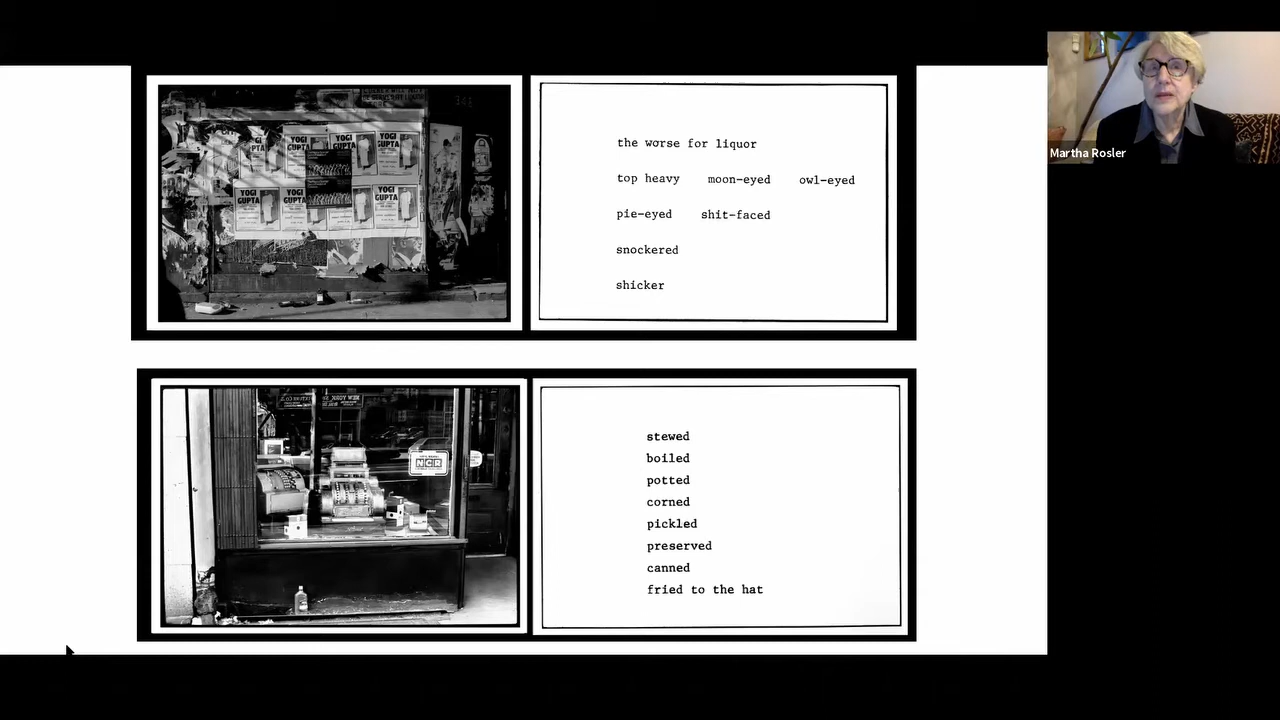 YOGI GUPTA YOGI YOGI YOGI GUPTA
YOGI GUPTA YOGI YOGI GUPTA
the worse for liquor
top heavy moon-eyed owl-eyed
pie-eyed shit-faced
snockered
shicker
NCR
stewed
boiled
potted
corned
pickled
preserved
canned
fried to the hat
Martha Rosler